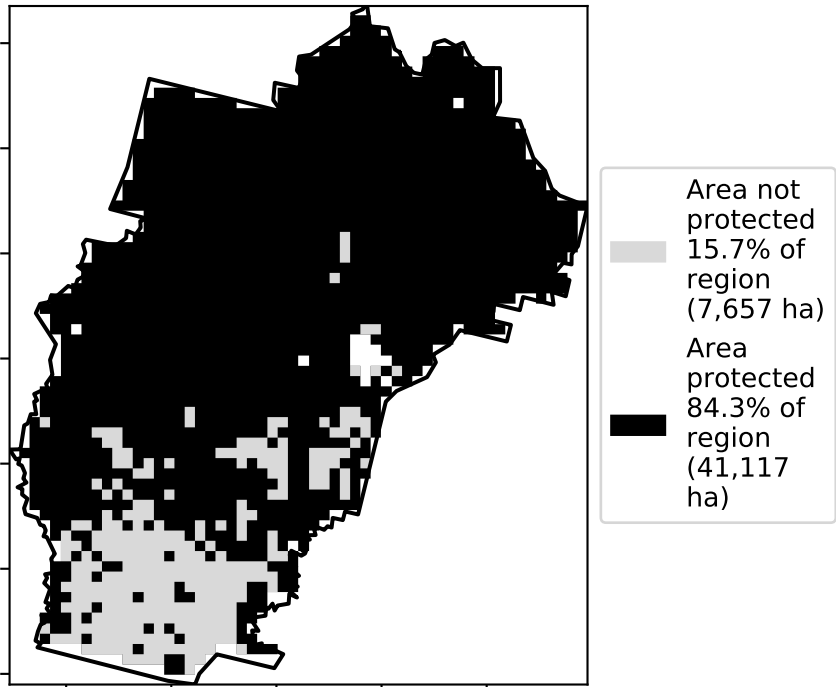 Area not
protected
15.7% of
region
(7,657 ha)
Area
protected
84.3% of
region
(41,117
ha)